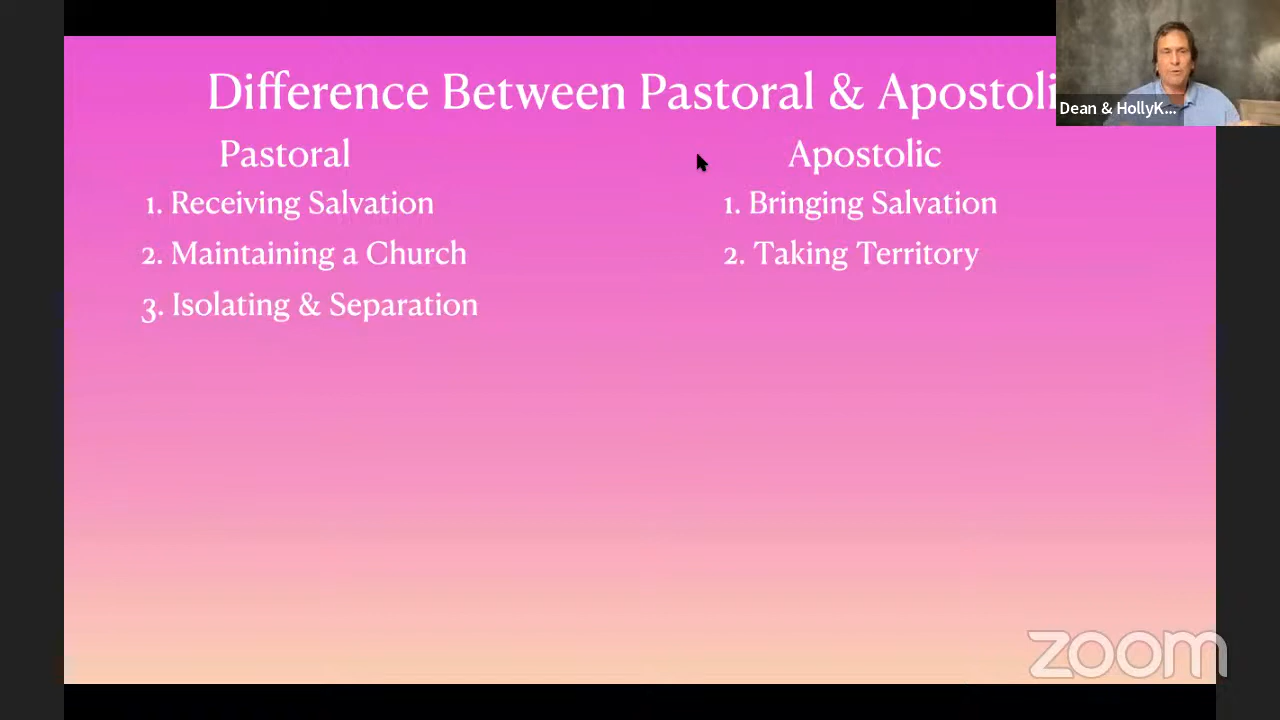 Difference Between Pastoral & Apostoli
Dean & HollyK...
Pastoral
Apostolic
1. Receiving Salvation
1. Bringing Salvation
2. Maintaining a Church
2. Taking Territory
3. Isolating & Separation
zoom